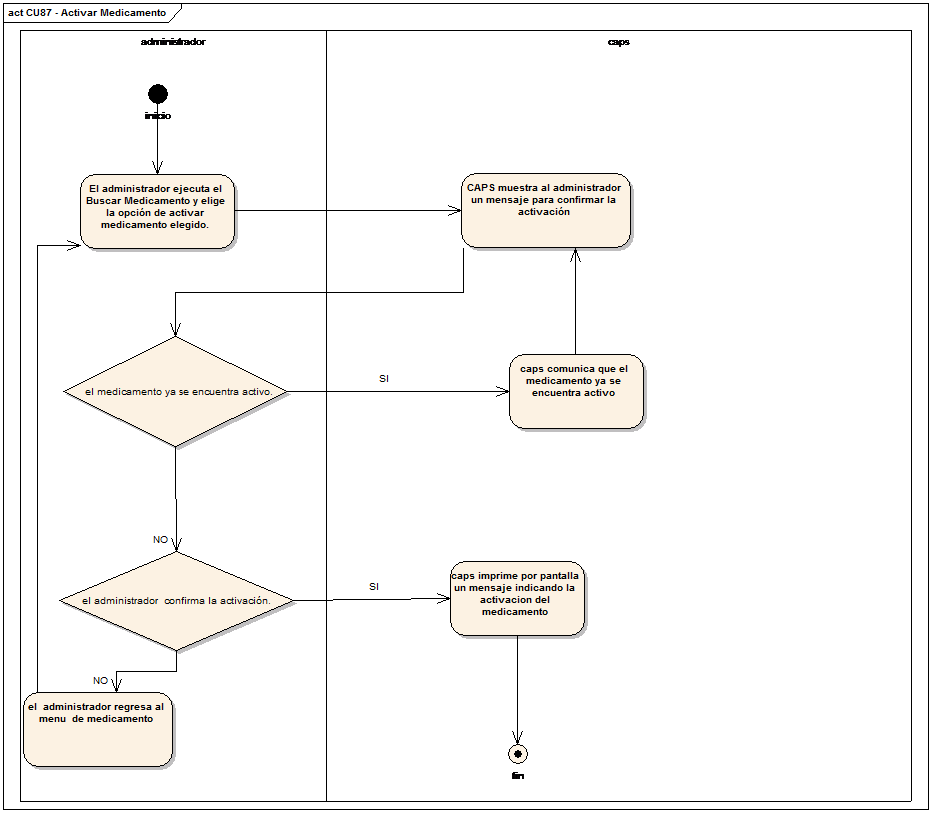 act CU87 - Activar Medicamento
administrador
caps
inicio
El administrador ejecuta el
Buscar Medicamento y elige
la opción de activar
medicamento elegido.
CAPS muestra al administrador
un mensaje para confirmar la
activación
el medicamento ya se encuentra activo.
SI
caps comunica que el
medicamento ya se
encuentra activo
NO
el administrador confirma la activación.
SI
caps imprime por pantalla
un mensaje indicando la
activacion del
medicamento
NO
el administrador regresa al
menu de medicamento
fin